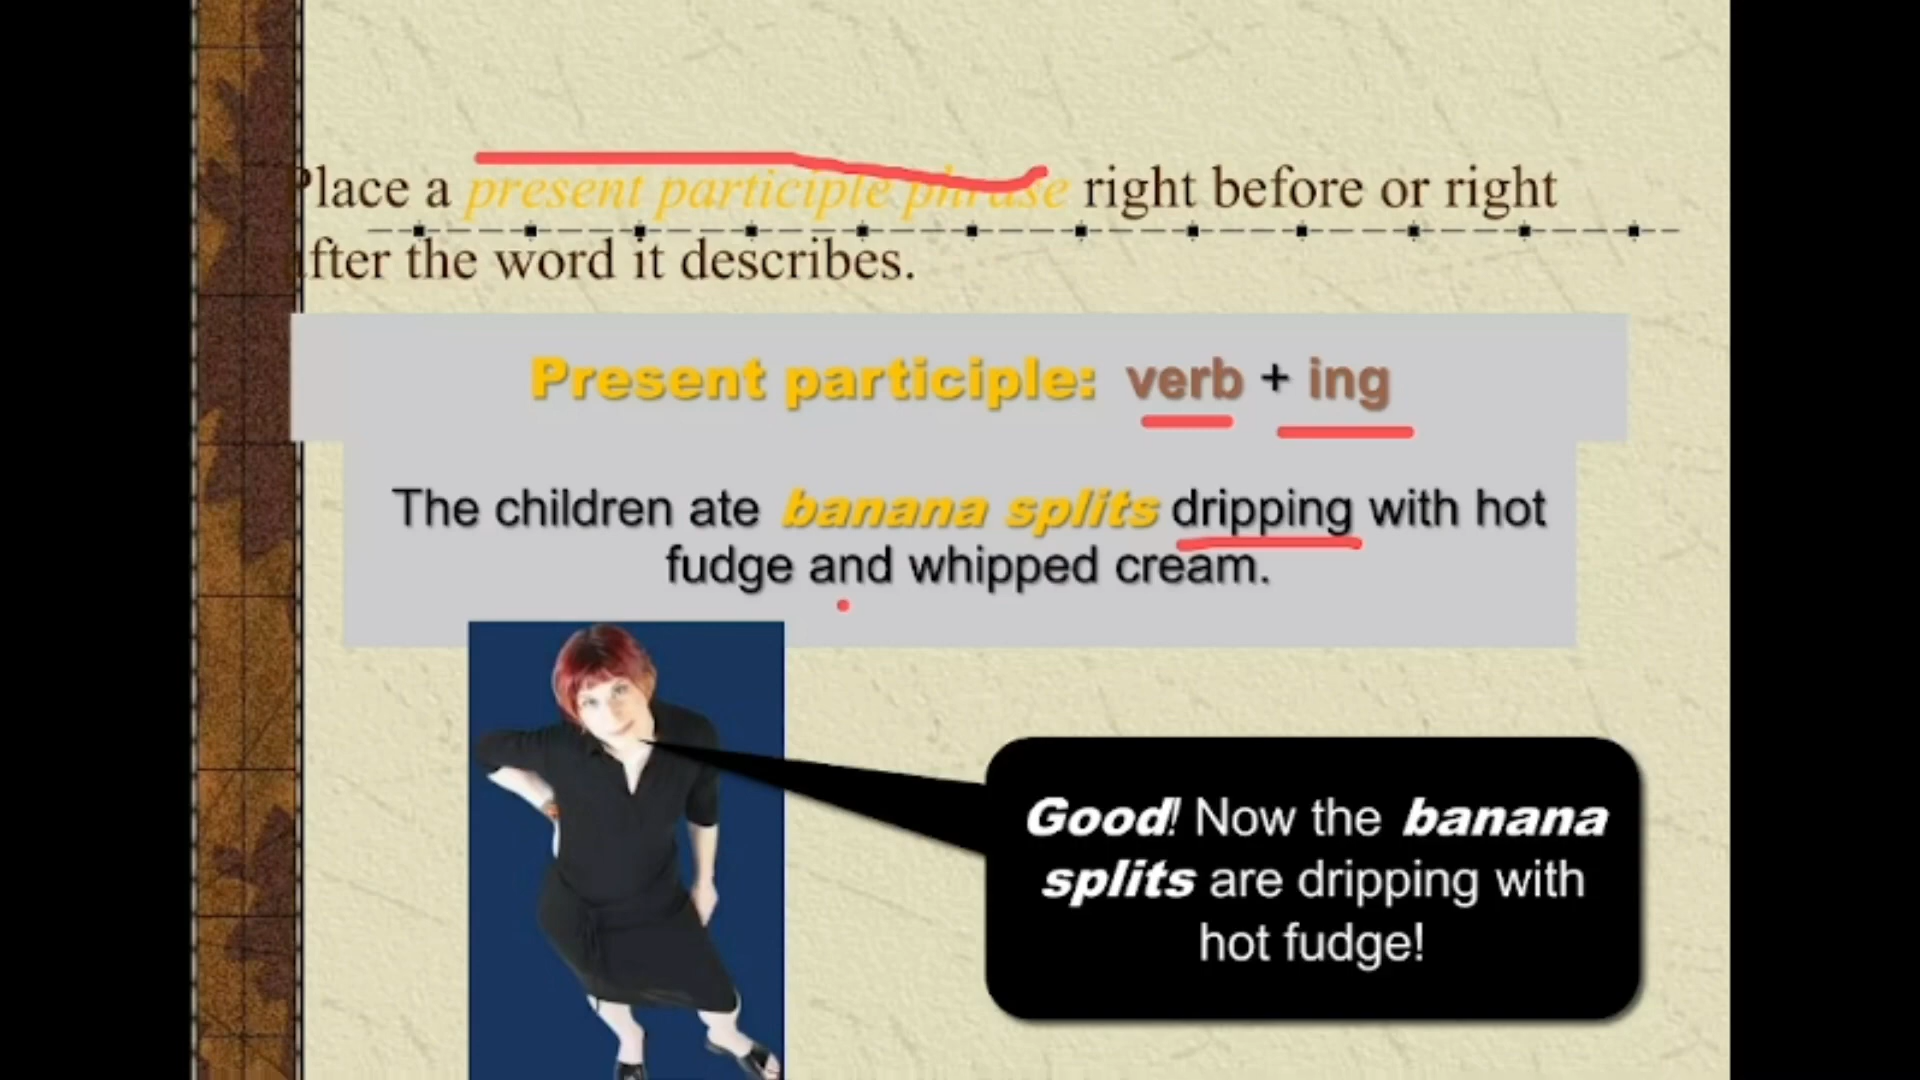 Place a present participle phrase right before or right
after the word it describes.
Present participle: verb + ing
The children ate banana splits dripping with hot
fudge and whipped cream.
Good! Now the banana
splits are dripping with
hot fudge!